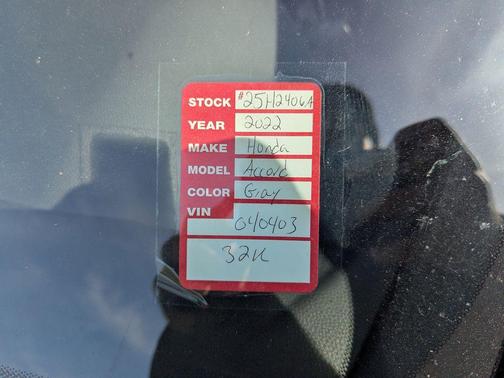 STOCK #25H2406A
YEAR 2022
MAKE Honda
MODEL Accord
COLOR Gray
VIN
040403
32K